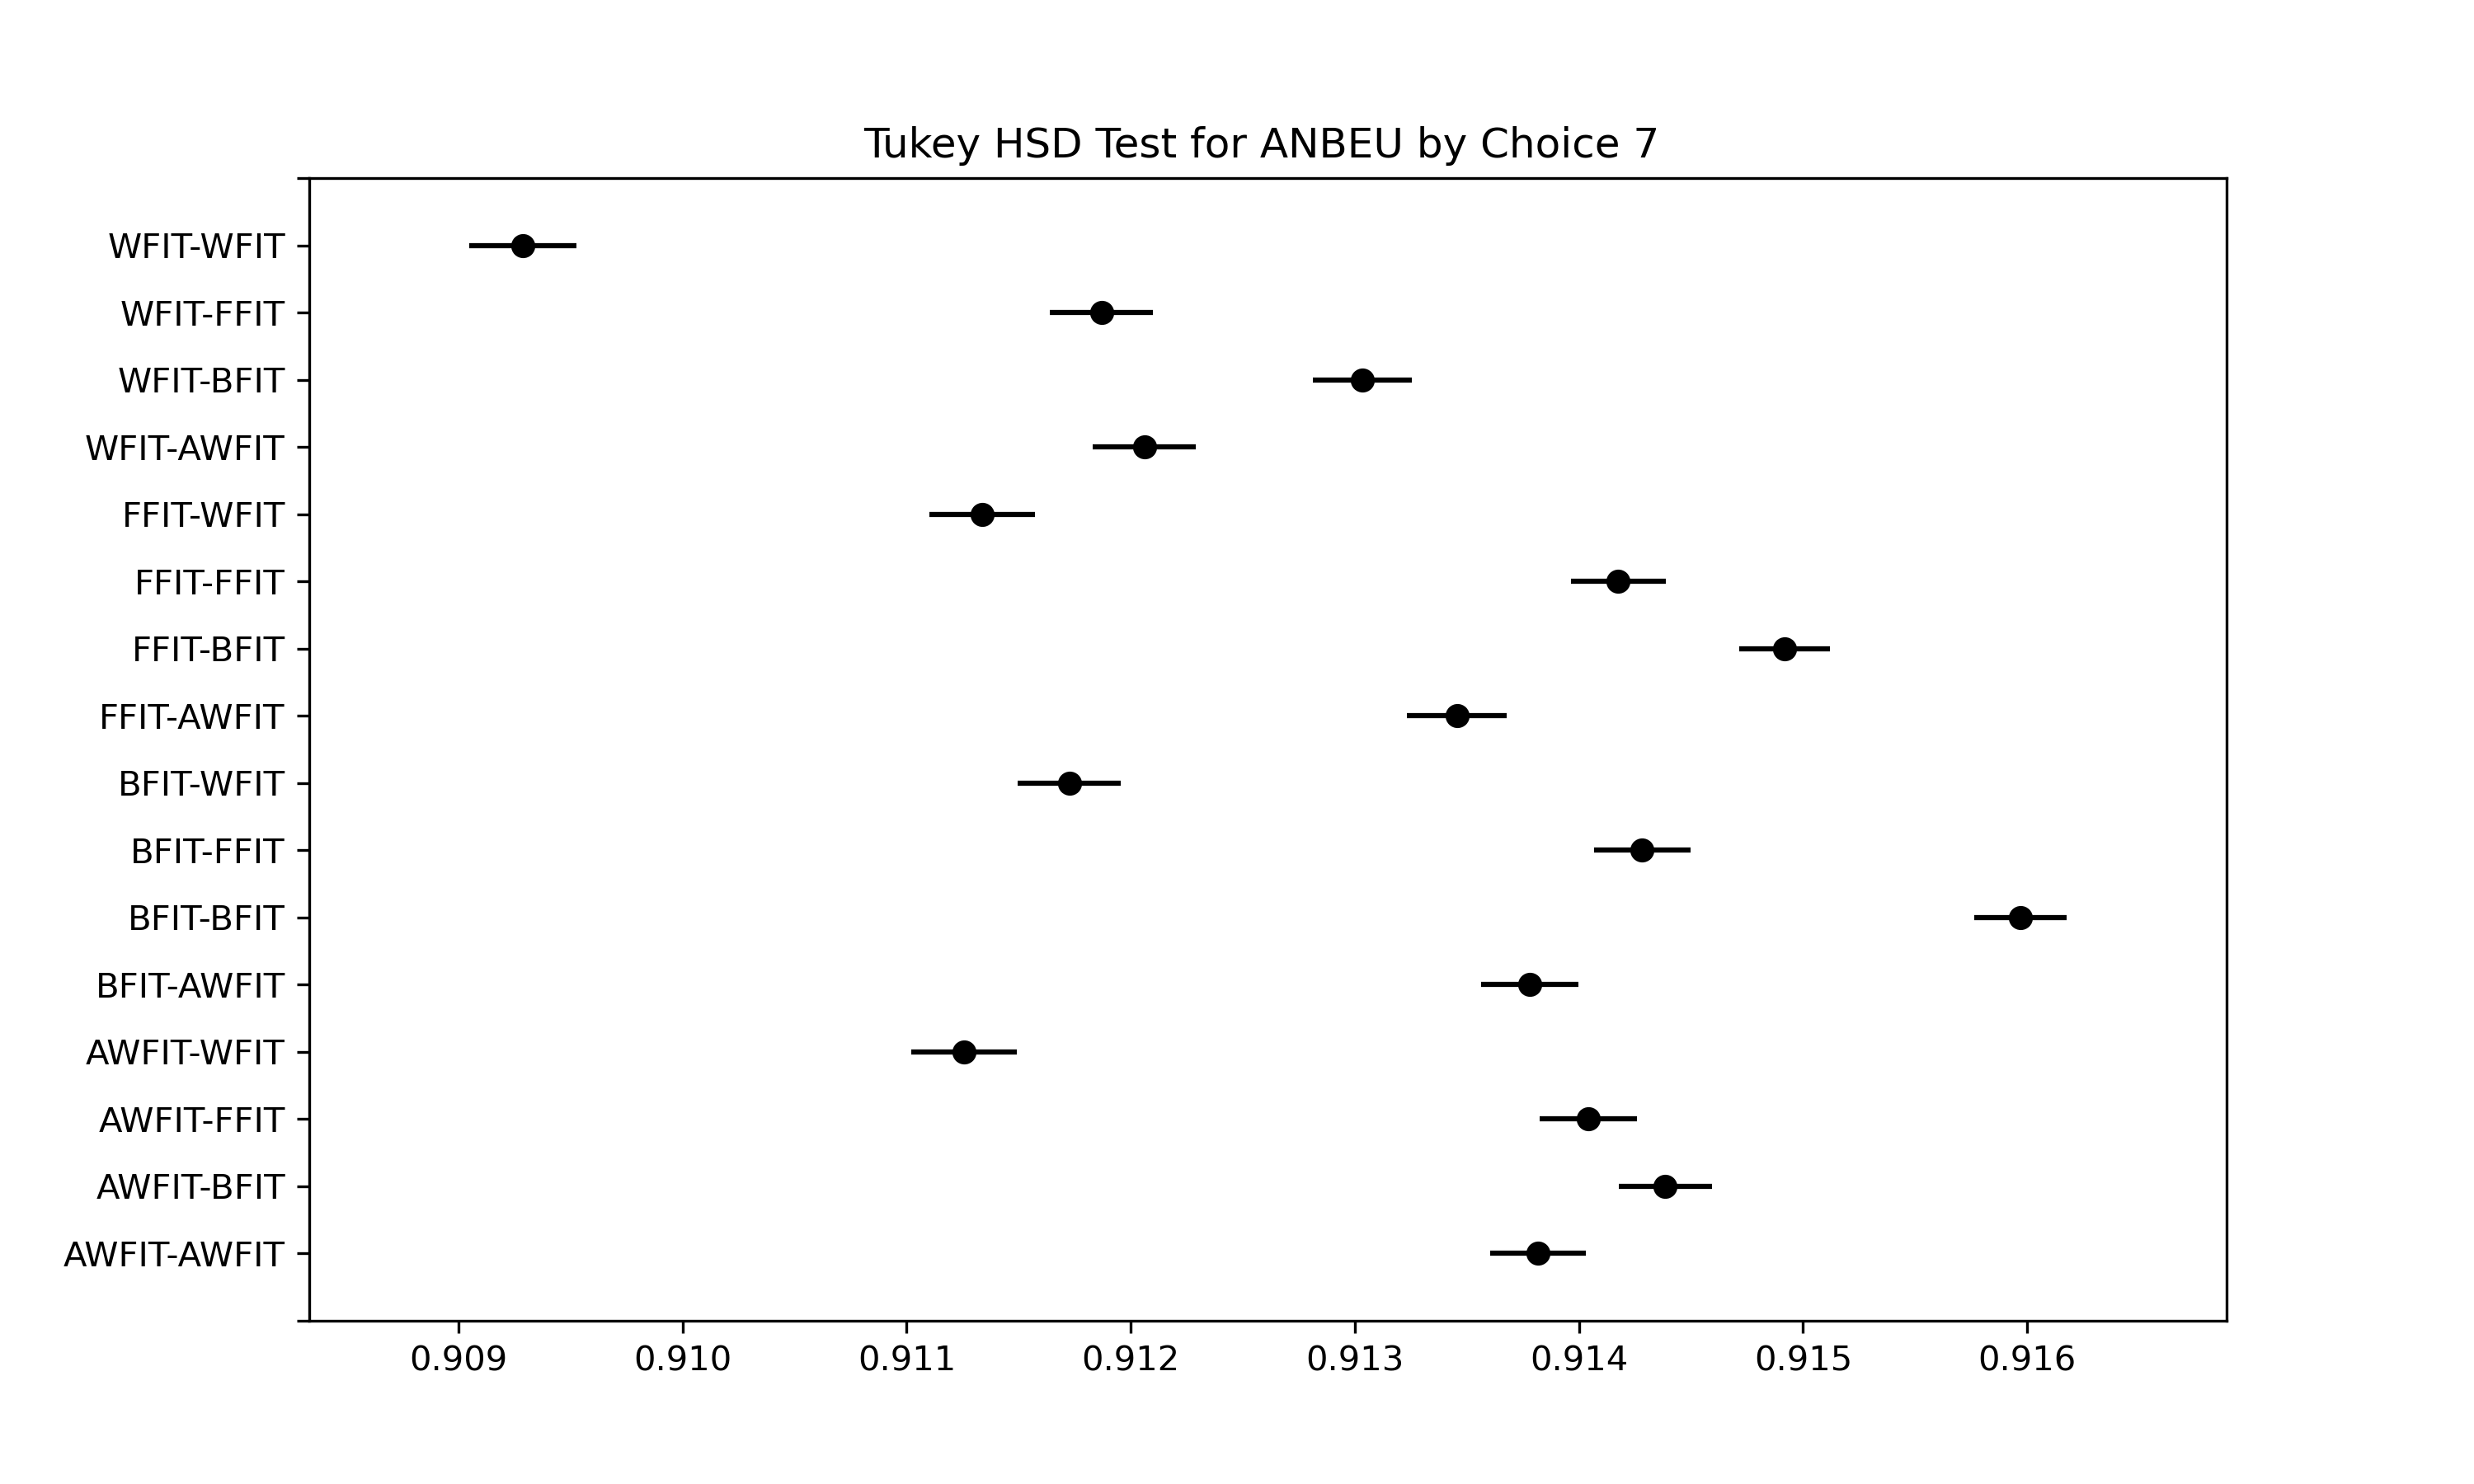 Tukey HSD Test for ANBEU by Choice 7
WFIT-WFIT
WFIT-FFIT
WFIT-BFIT
WFIT-AWFIT
FFIT-WFIT
FFIT-FFIT
FFIT-BFIT
FFIT-AWFIT
BFIT-WFIT
BFIT-FFIT
BFIT-BFIT
BFIT-AWFIT
AWFIT-WFIT
AWFIT-FFIT
AWFIT-BFIT
AWFIT-AWFIT
0.909 0.910 0.911 0.912 0.913 0.914 0.915 0.916